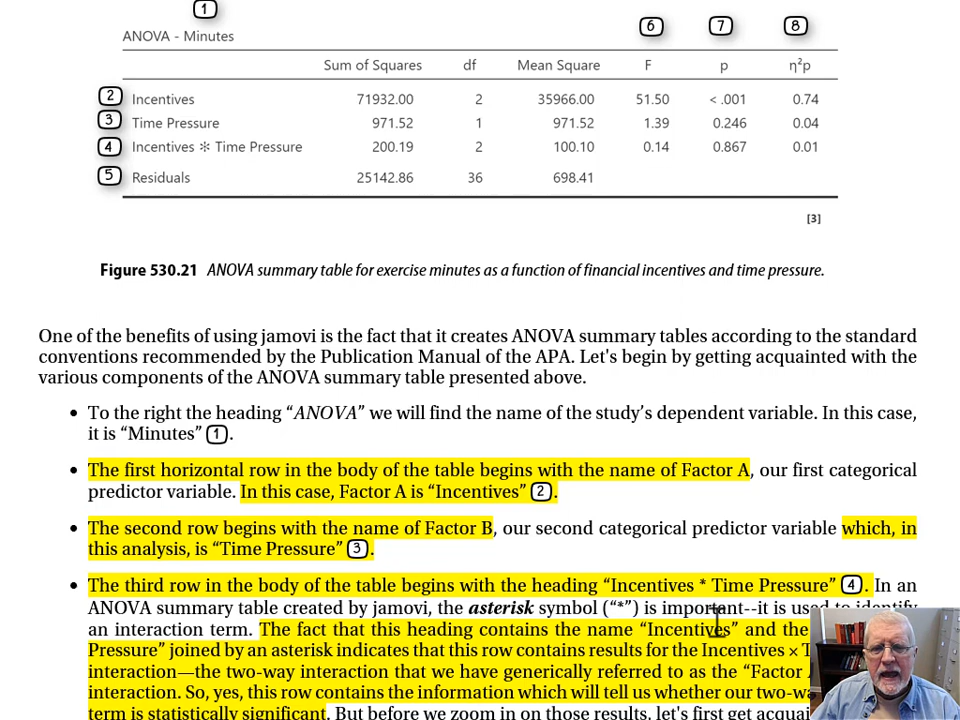 1
ANOVA - Minutes
6 7 8
Sum of Squares df Mean Square F p η²p
2 Incentives 71932.00 2 35966.00 51.50 < .001 0.74
3 Time Pressure 971.52 1 971.52 1.39 0.246 0.04
4 Incentives ✻ Time Pressure 200.19 2 100.10 0.14 0.867 0.01
5 Residuals 25142.86 36 698.41
[3]
Figure 530.21 ANOVA summary table for exercise minutes as a function of financial incentives and time pressure.
One of the benefits of using jamovi is the fact that it creates ANOVA summary tables according to the standard
conventions recommended by the Publication Manual of the APA. Let's begin by getting acquainted with the
various components of the ANOVA summary table presented above.
• To the right the heading “ANOVA” we will find the name of the study’s dependent variable. In this case,
it is “Minutes” 1 .
• The first horizontal row in the body of the table begins with the name of Factor A, our first categorical
predictor variable. In this case, Factor A is “Incentives” 2 .
• The second row begins with the name of Factor B, our second categorical predictor variable which, in
this analysis, is “Time Pressure” 3 .
• The third row in the body of the table begins with the heading “Incentives * Time Pressure” 4 . In an
ANOVA summary table created by jamovi, the asterisk symbol (“*”) is important--it is used to identify
an interaction term. The fact that this heading contains the name “Incentives” and the
Pressure” joined by an asterisk indicates that this row contains results for the Incentives × T
interaction—the two-way interaction that we have generically referred to as the “Factor
interaction. So, yes, this row contains the information which will tell us whether our two-wa
term is statistically significant. But before we zoom in on those results, let's first get acquai